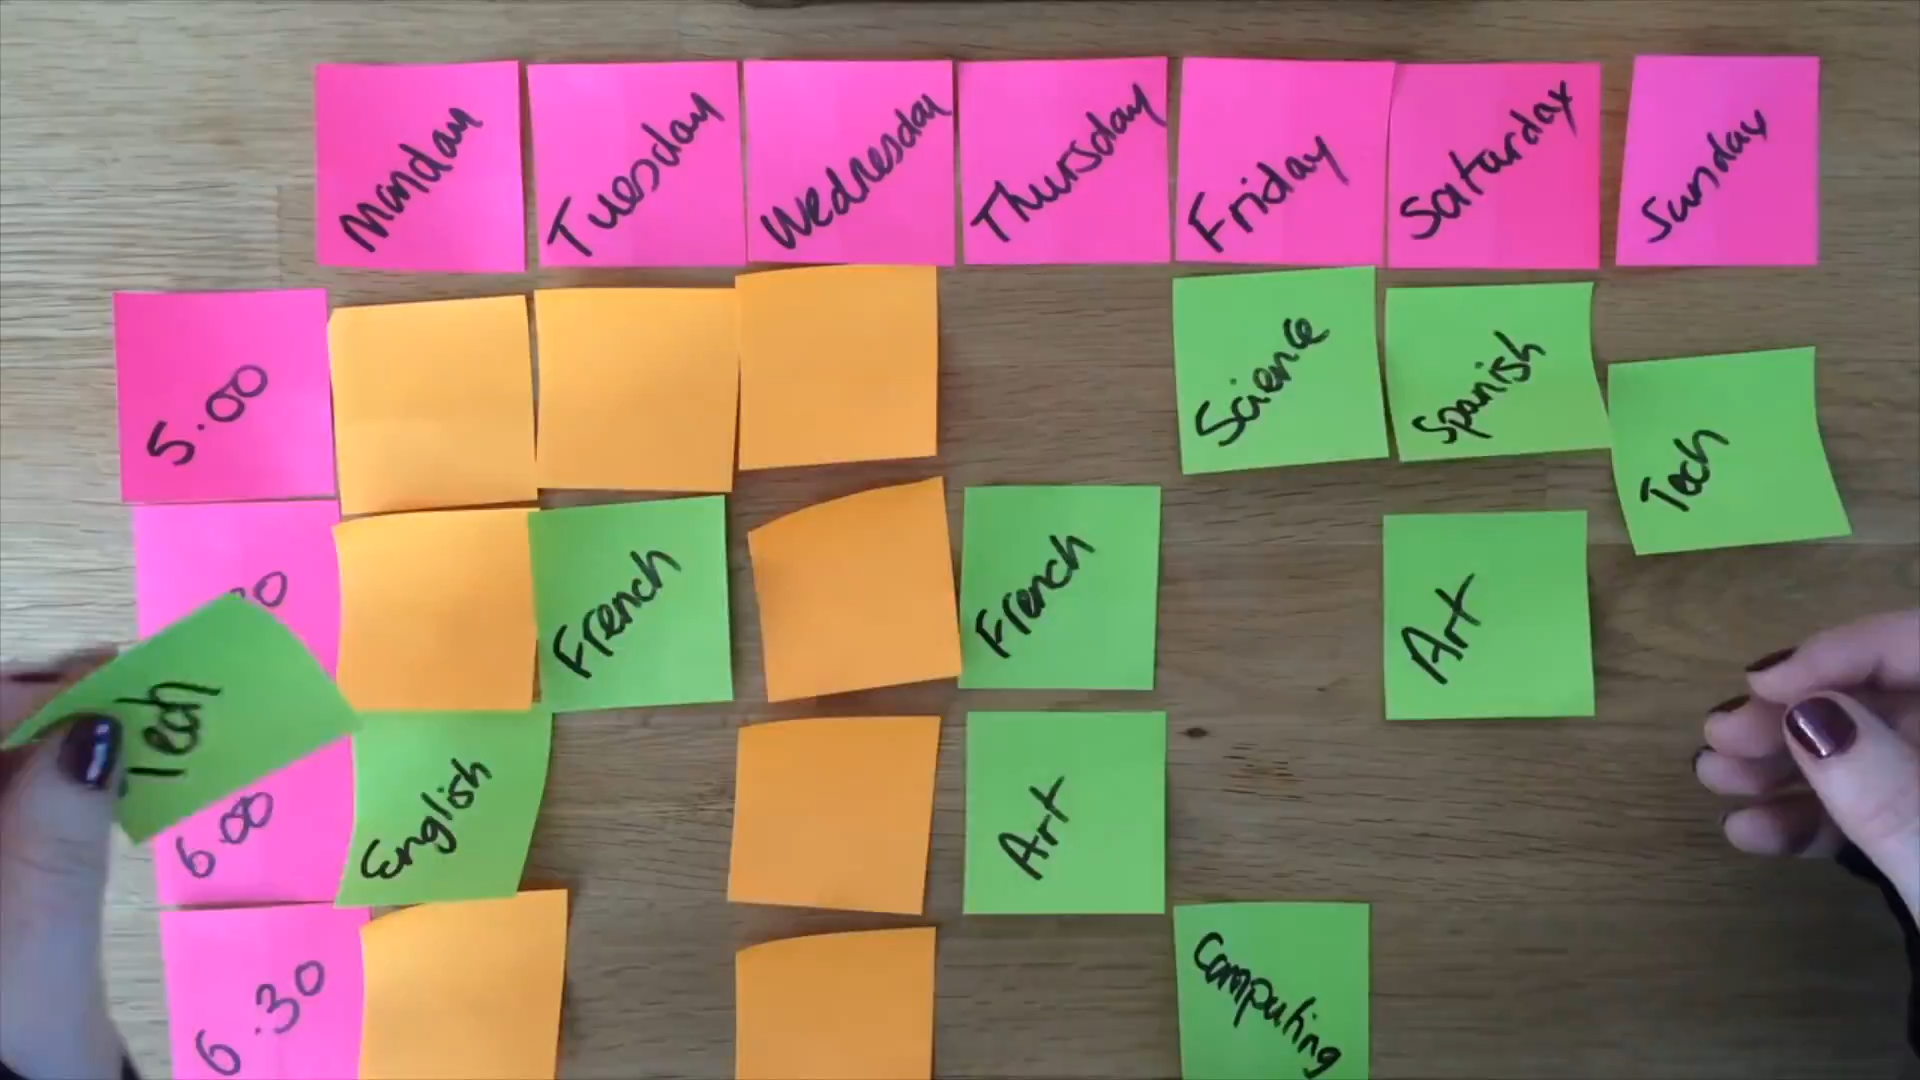 Monday
Tuesday
Wednesday
Thursday
Friday
Saturday
Sunday
5.00
Science
Spanish
Tech
30
French
French
Art
Tech
6.00
English
Art
6.30
Computing